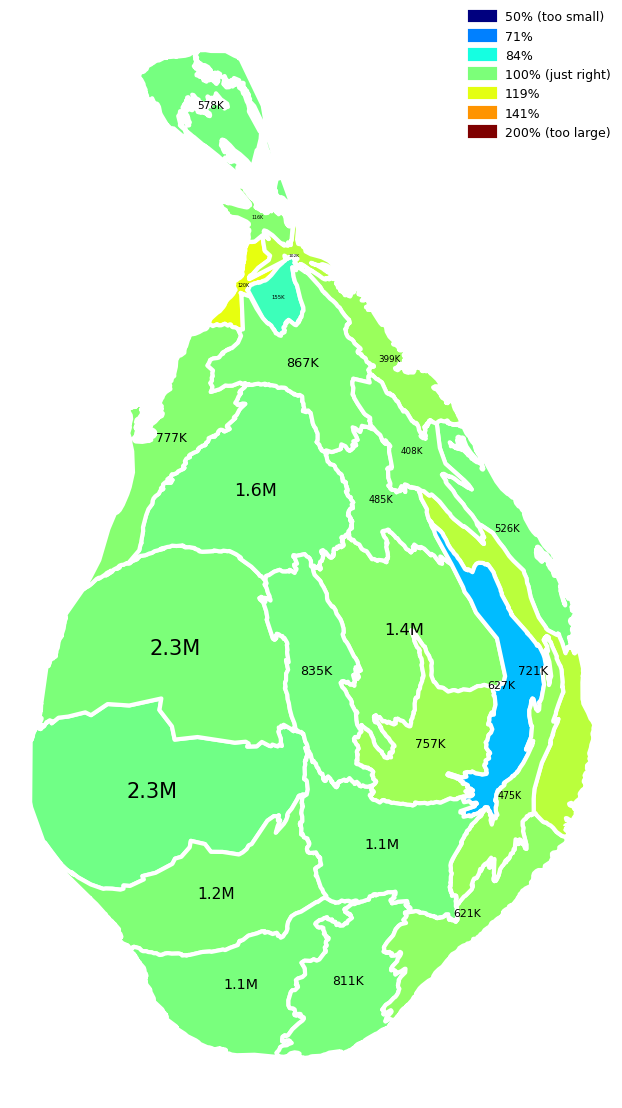 50% (too small)
71%
84%
100% (just right)
119%
141%
200% (too large)
578K
116K
112K
120K
155K
867K
399K
777K
408K
1.6M
485K
526K
1.4M
2.3M
835K
721K
627K
757K
2.3M
475K
1.1M
1.2M
621K
811K
1.1M